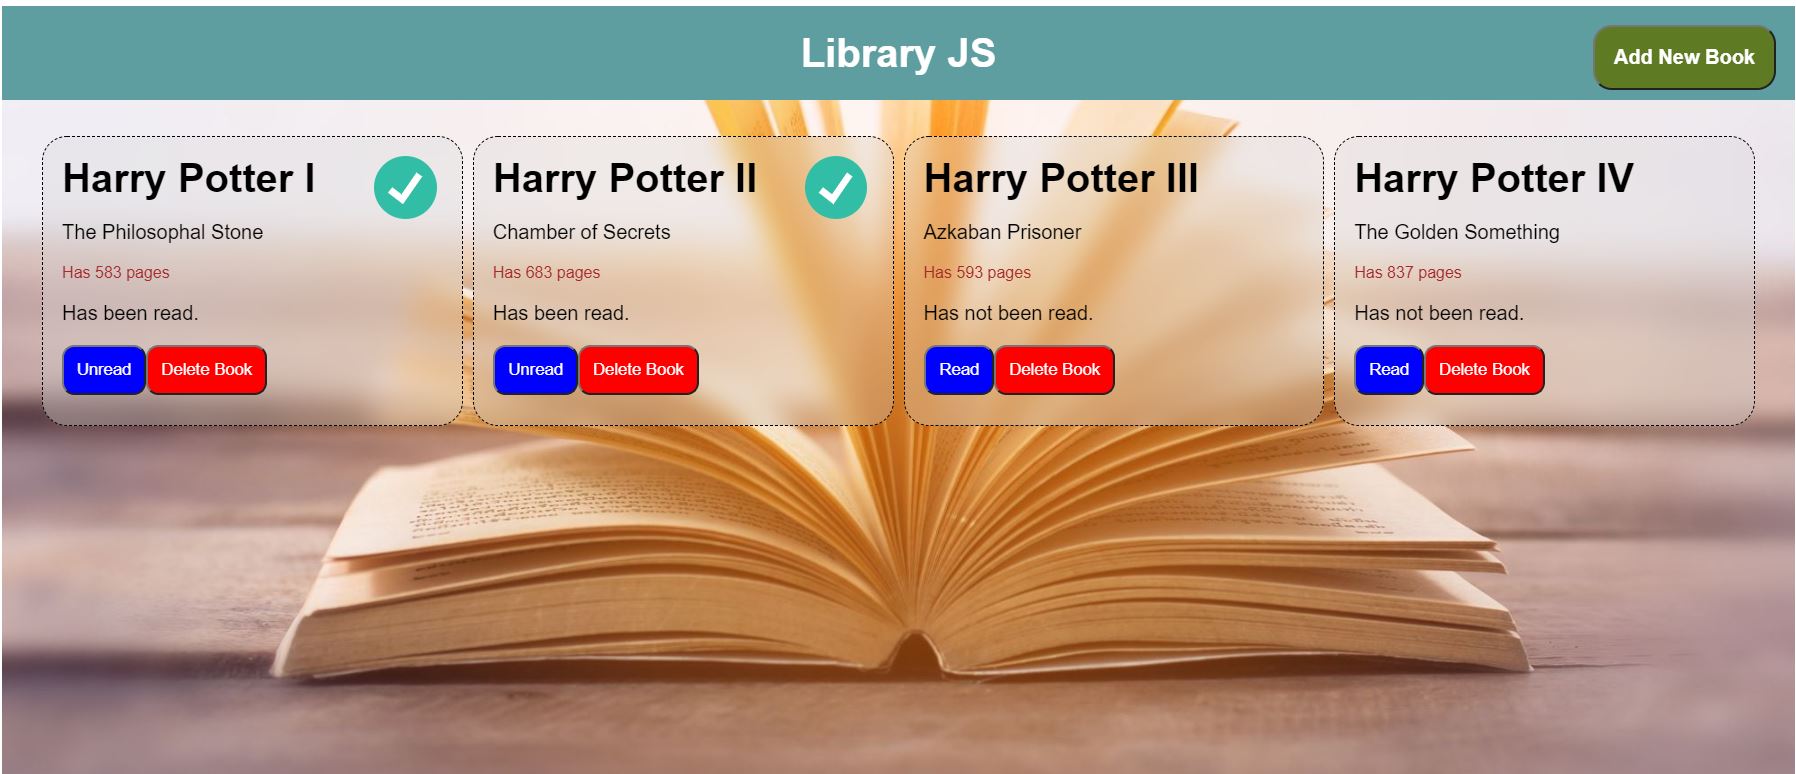 Library JS
Add New Book
Harry Potter I
The Philosophal Stone
Has 583 pages
Has been read.
Unread
Delete Book
Harry Potter II
Chamber of Secrets
Has 683 pages
Has been read.
Unread
Delete Book
Harry Potter III
Azkaban Prisoner
Has 593 pages
Has not been read.
Read
Delete Book
Harry Potter IV
The Golden Something
Has 837 pages
Has not been read.
Read
Delete Book